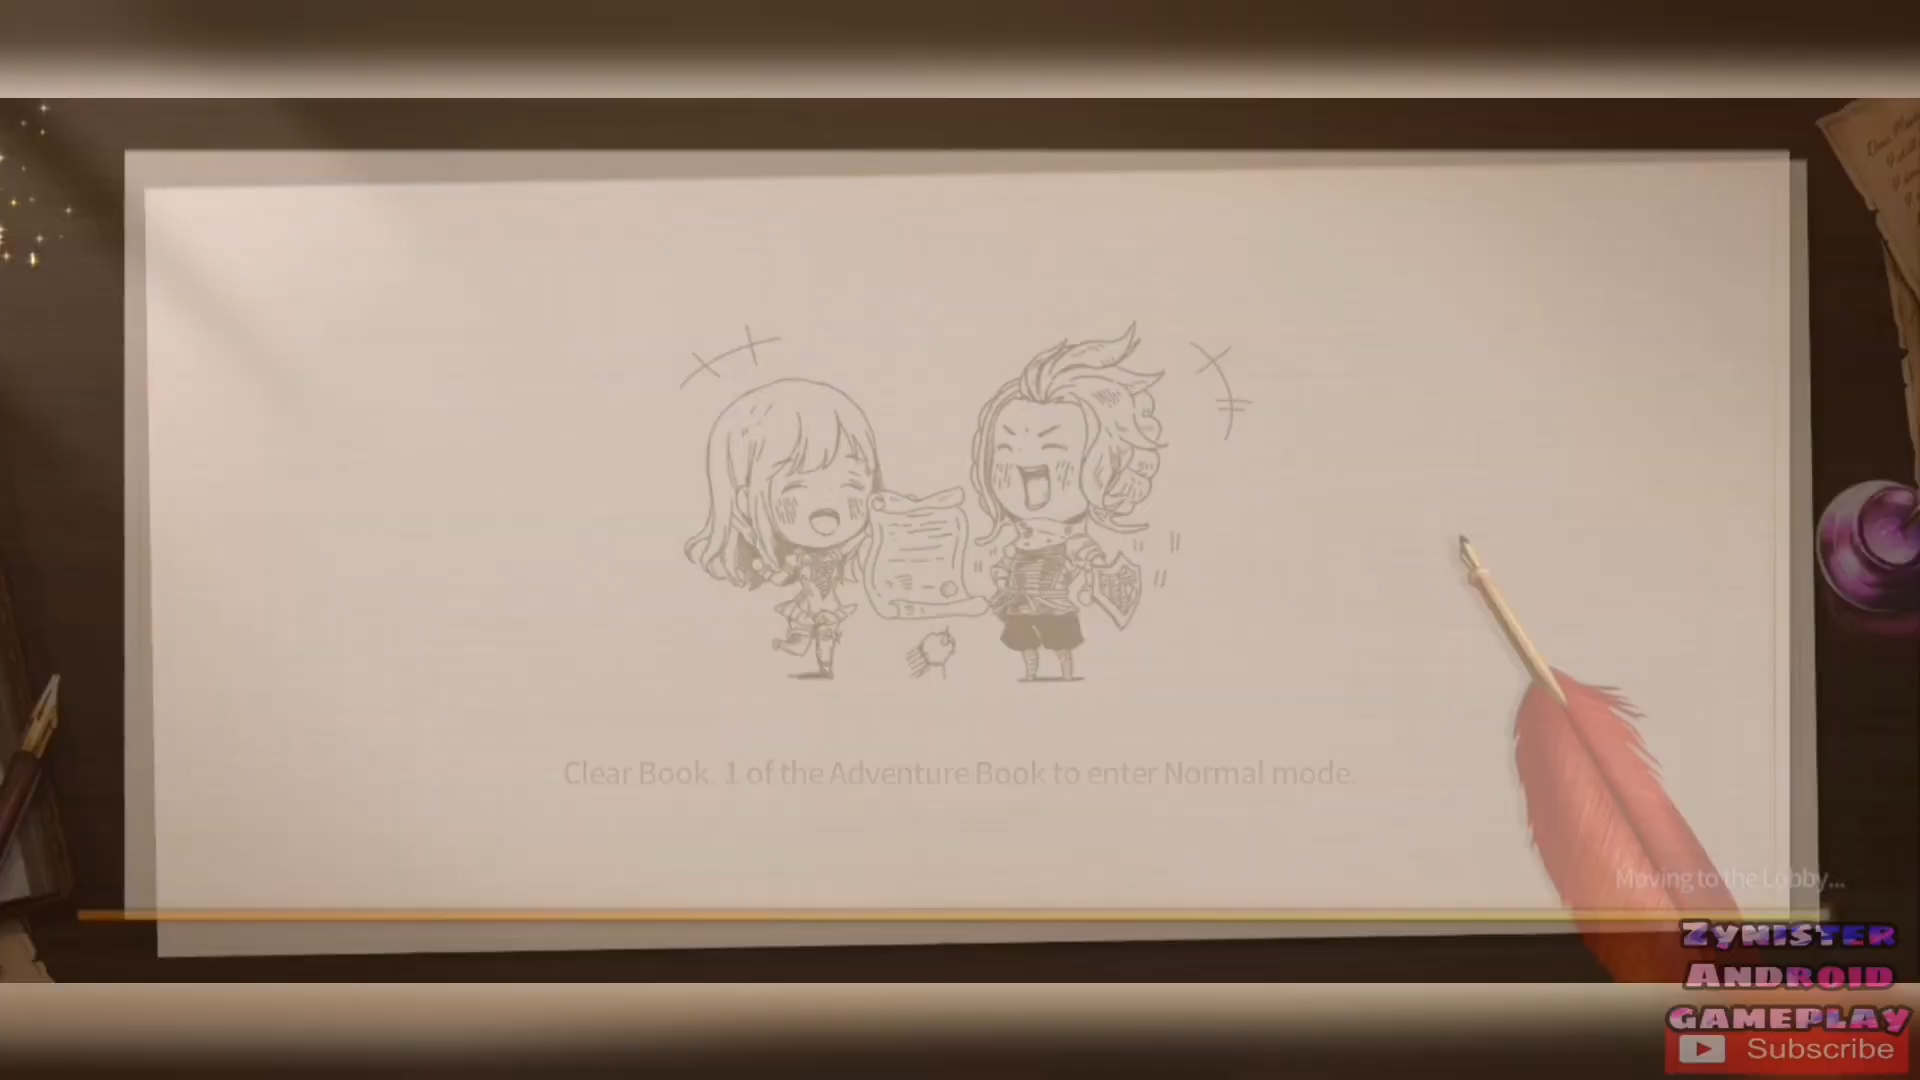 Clear Book. 1 of the Adventure Book to enter Normal mode
Moving to the Lobby...
Zynister
Android
Gameplay
Subscribe